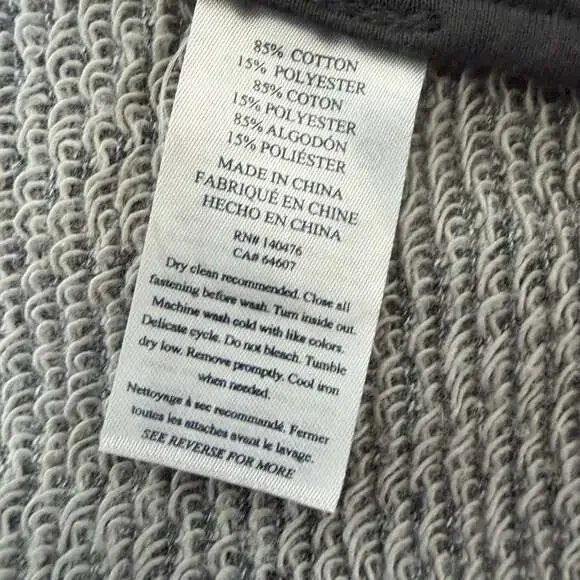 85% COTTON
15% POLYESTER
85% COTON
15% POLYESTER
85% ALGODÓN
15% POLIÉSTER
MADE IN CHINA
FABRIQUÉ EN CHINE
HECHO EN CHINA
RN# 140476
CA# 64607
Dry clean recommended. Close all
fastening before wash. Turn inside out.
Machine wash cold with like colors.
Delicate cycle. Do not bleach. Tumble
dry low. Remove promptly. Cool iron
when needed.
Nettoyage à sec recommandé. Fermer
toutes les attaches avant le lavage.
SEE REVERSE FOR MORE